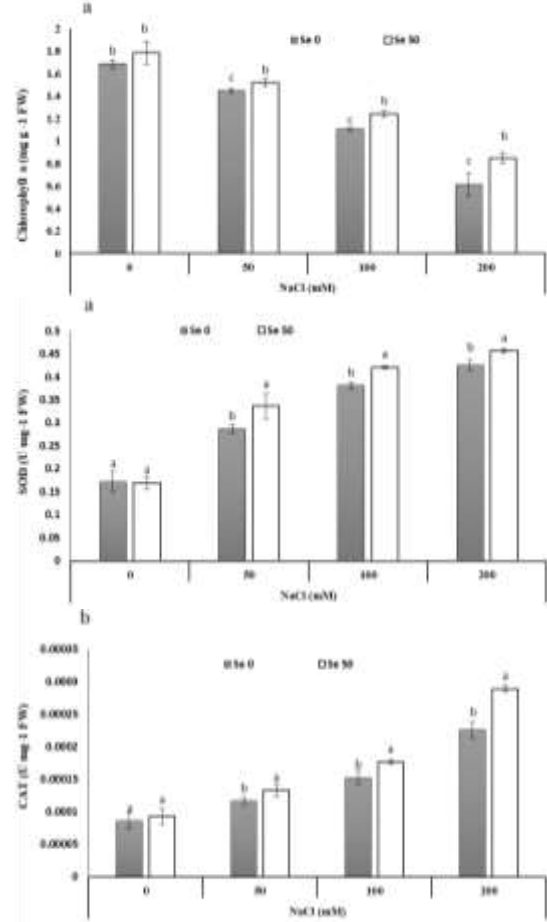 a
Se 0 Se 50
2
1.8
1.6
1.4
1.2
1
0.8
0.6
0.4
0.2
0
b b c b c b c b
Chlorophyll a (mg g -1 FW)
0 50 100 200
NaCl (mM)
a
Se 0 Se 50
0.5
0.45
0.4
0.35
0.3
0.25
0.2
0.15
0.1
0.05
0
a a b a b a b a
SOD (U mg-1 FW)
0 50 100 200
NaCl (mM)
b
Se 0 Se 50
0.00035
0.0003
0.00025
0.0002
0.00015
0.0001
0.00005
0
a a b a b a b a
CAT (U mg-1 FW)
0 50 100 200
NaCl (mM)